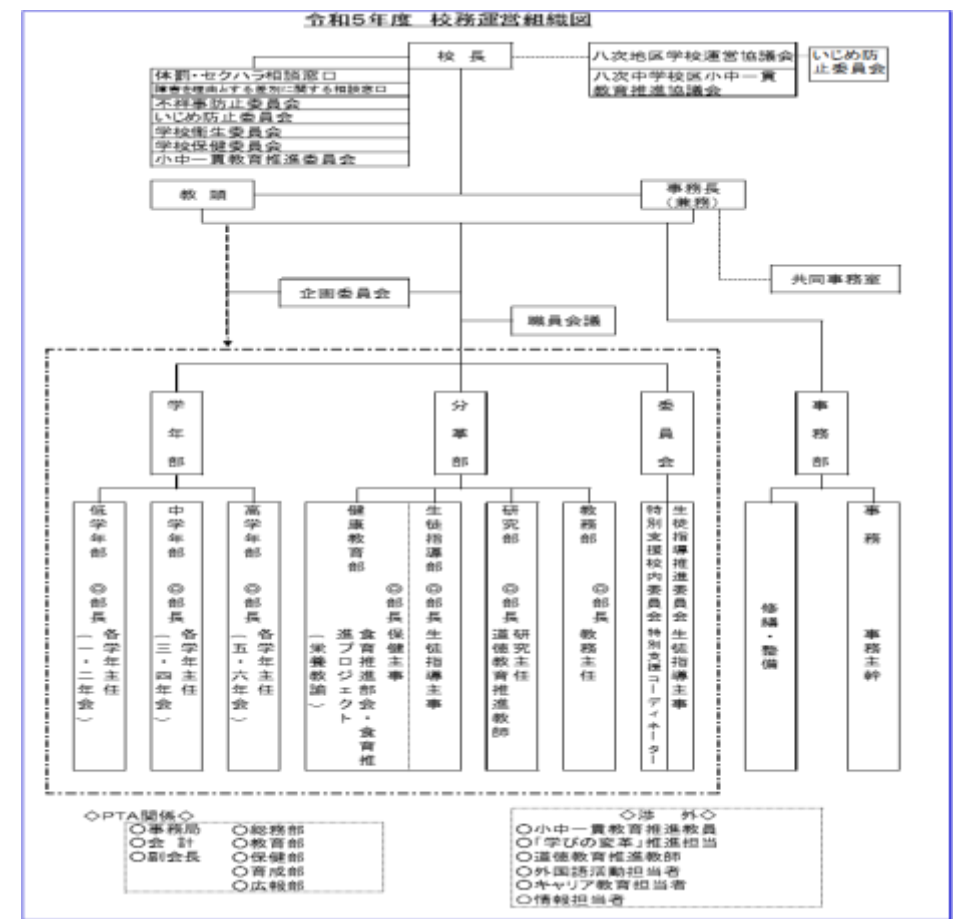 令和5年度 校務運営組織図
校 長
八次地区学校運営協議会
八次中学校区小中一貫
教育推進協議会
いじめ防
止委員会
体罰・セクハラ相談窓口
障害を理由とする差別に関する相談窓口
不祥事防止委員会
いじめ防止委員会
学校衛生委員会
学校保健委員会
小中一貫教育推進委員会
教 頭
事務長
(兼務)
共同事務室
企画委員会
職員会議
学年部
分掌部
委員会
事務部
低学年部 ◎部長
各学年主任
(一・二年会)
中学年部 ◎部長
各学年主任
(三・四年会)
高学年部 ◎部長
各学年主任
(五・六年会)
健康教育部
◎部長 保健主事
食育推進部会・食育推
進プロジェクト
(栄養教諭)
生徒指導部 ◎部長 生徒指導主事
研究部 ◎部長
研究主任
道徳教育推進教師
教務部 ◎部長
教務主任
特別支援校内委員会 特別支援コーディネーター
生徒指導推進委員会 生徒指導主事
修繕・整備
事務 事務主幹
◇PTA関係◇
○事務局 ○総務部
○会 計 ○教育部
○副会長 ○保健部
○育成部
○広報部
◇渉 外◇
○小中一貫教育推進教員
○「学びの変革」推進担当
○道徳教育推進教師
○外国語活動担当者
○キャリア教育担当者
○情報担当者